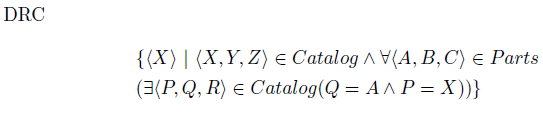 DRC
{⟨X⟩ | ⟨X, Y, Z⟩ ∈ Catalog ∧ ∀⟨A, B, C⟩ ∈ Parts
(∃⟨P, Q, R⟩ ∈ Catalog(Q = A ∧ P = X))}